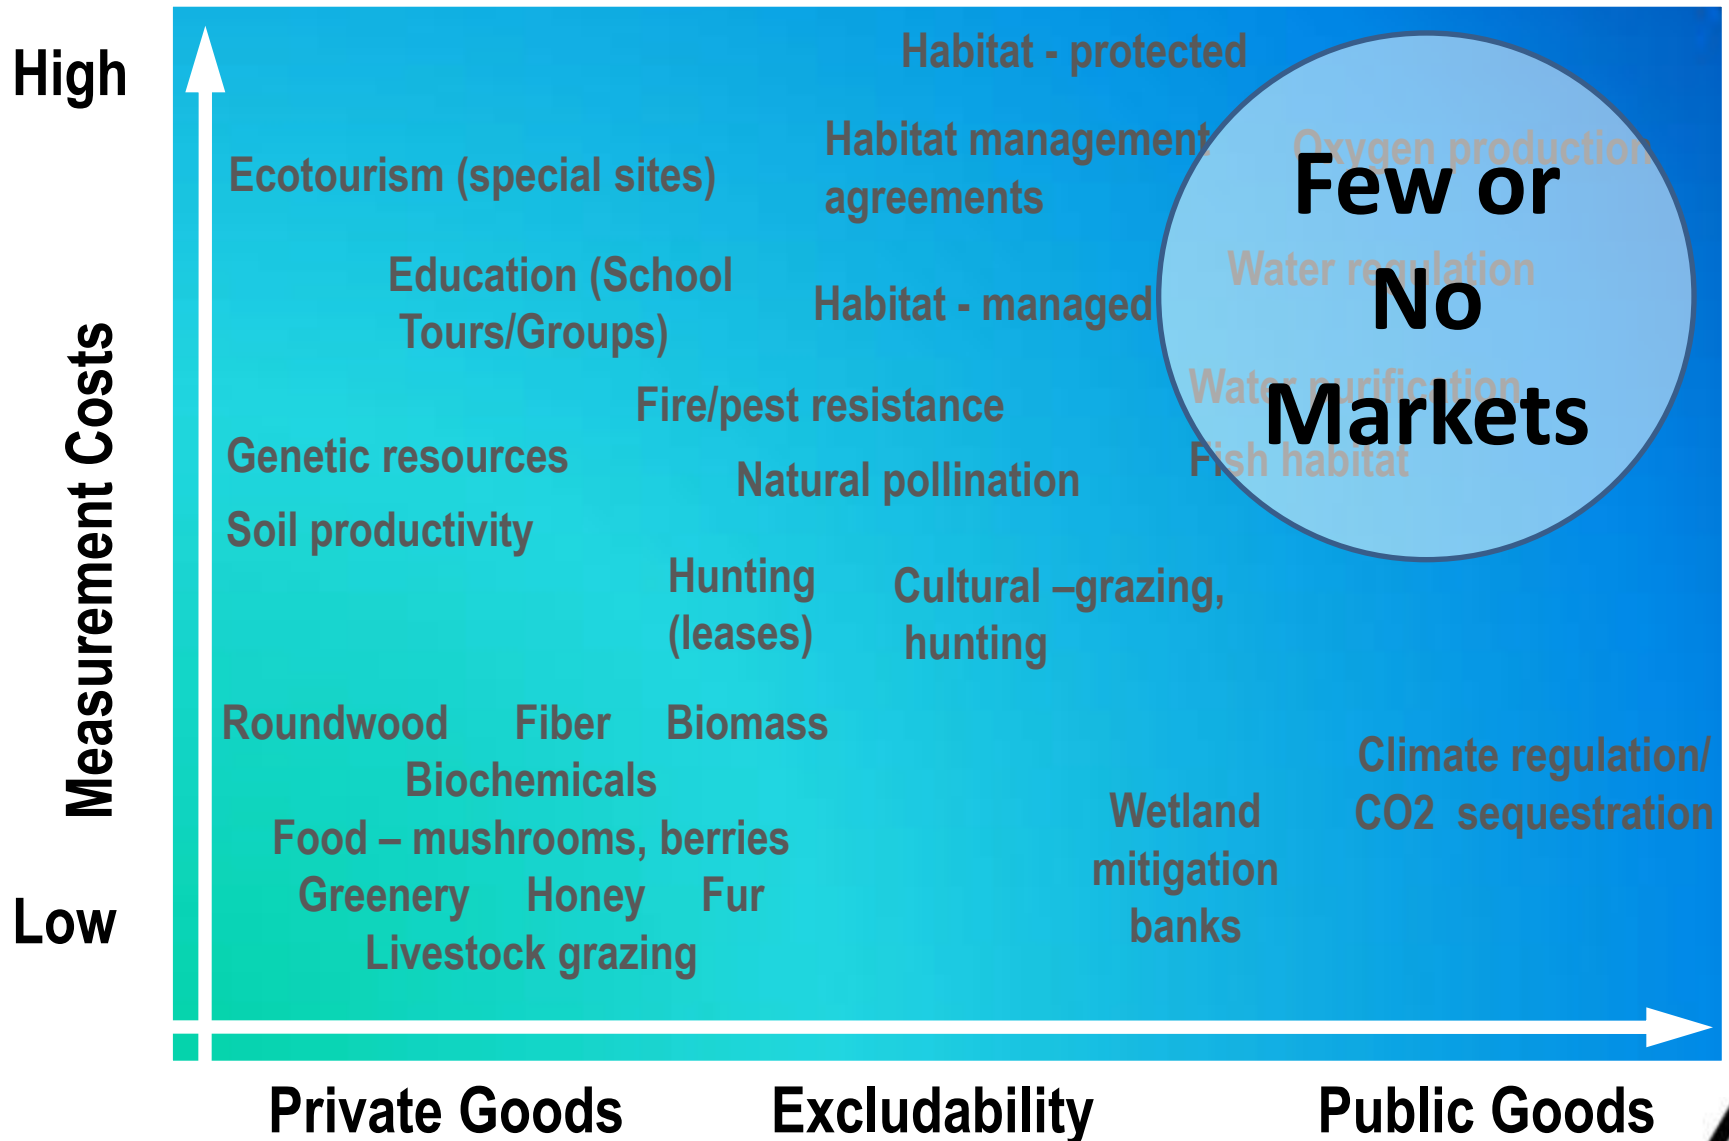 High
Habitat - protected
Oxygen production
Habitat management
agreements
Few or
Ecotourism (special sites)
Water regulation
Education (School
Tours/Groups)
Habitat - managed
No
Water purification
Fire/pest resistance
Markets
Genetic resources
Natural pollination
Fish habitat
Soil productivity
Hunting
(leases)
Cultural –grazing,
hunting
Measurement Costs
Roundwood Fiber Biomass
Biochemicals
Climate regulation/
CO2 sequestration
Wetland
mitigation
banks
Food – mushrooms, berries
Greenery Honey Fur
Livestock grazing
Low
Private Goods Excludability Public Goods